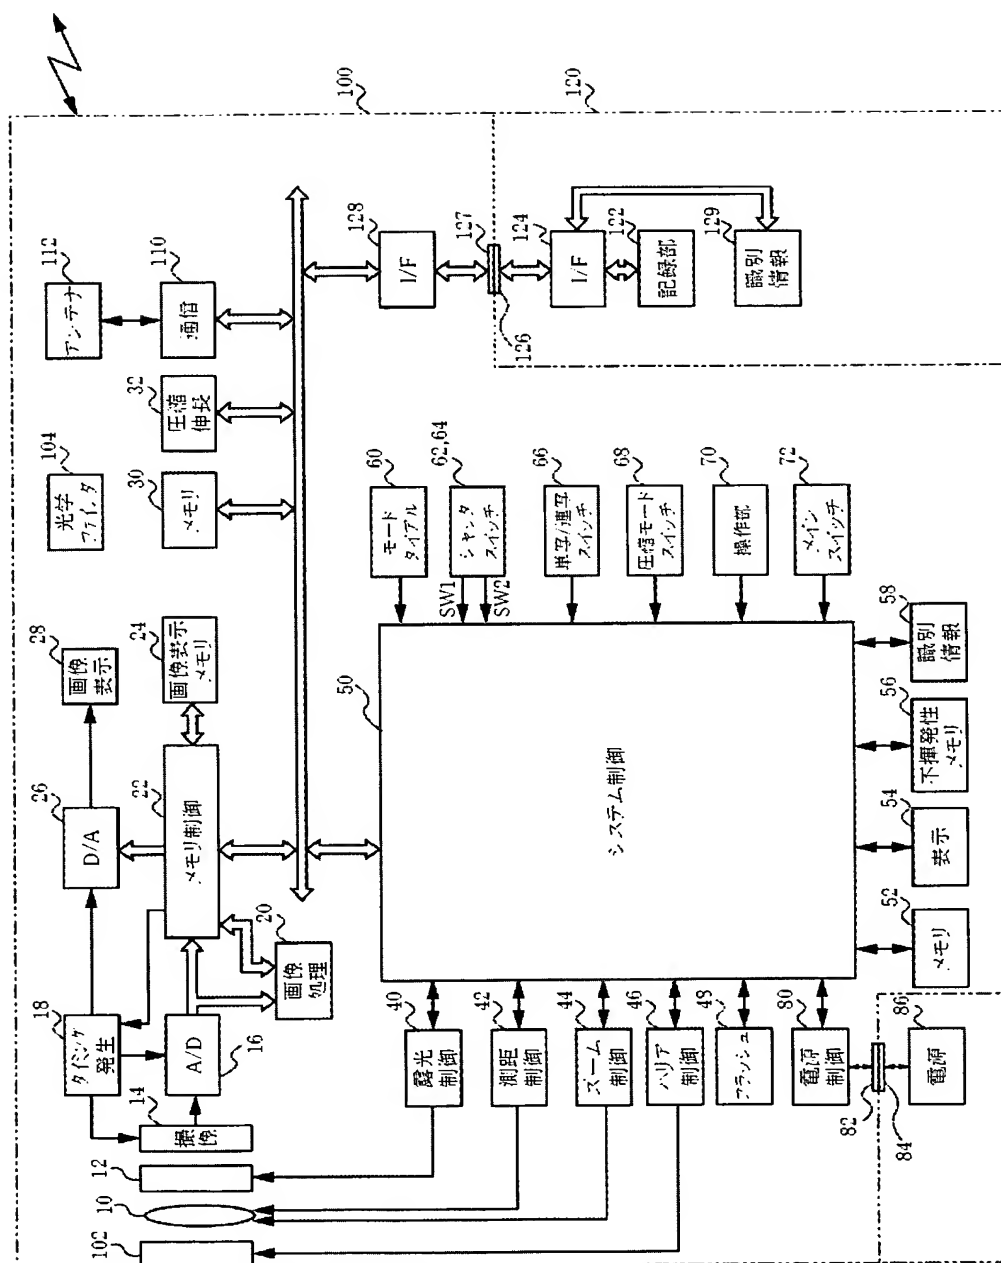 102
10
12
14
撮像
18
タイミング
発生
26
D/A
28
画像
表示
104
光学
ファインダ
112
アンテナ
16
A/D
22
メモリ制御
24
画像表示
メモリ
30
メモリ
32
圧縮
伸長
110
通信
20
画像
処理
100
50
システム制御
40
露光
制御
42
測距制御
44
ズーム制御
46
バリア制御
48
フラッシュ
80
電源
制御
82
84
86
電源
60
モード
ダイアル
62,64
シャッタ
スイッチ
SW1
SW2
66
単写/連写
スイッチ
68
圧縮モード
スイッチ
70
操作部
72
メイン
スイッチ
52
メモリ
54
表示
56
不揮発性
メモリ
58
識別
情報
128
I/F
127
126
120
124
I/F
122
記録部
129
識別
情報